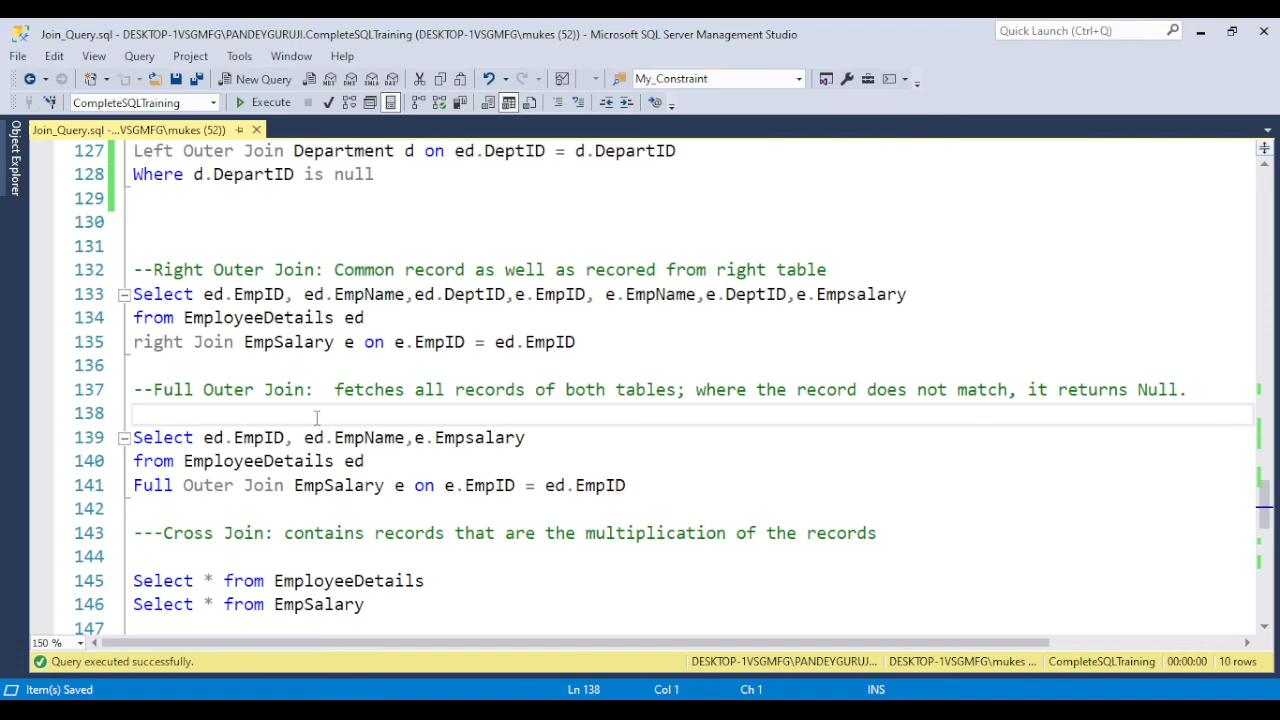 Join_Query.sql - DESKTOP-1VSGMFG\PANDEYGURUJI.CompleteSQLTraining (DESKTOP-1VSGMFG\mukes (52)) - Microsoft SQL Server Management Studio
Quick Launch (Ctrl+Q)
File Edit View Query Project Tools Window Help
New Query
My_Constraint
CompleteSQLTraining
Execute
Join_Query.sql -...VSGMFG\mukes (52))
Object Explorer
127 Left Outer Join Department d on ed.DeptID = d.DepartID
128 Where d.DepartID is null
129
130
131
132 --Right Outer Join: Common record as well as recored from right table
133 Select ed.EmpID, ed.EmpName,ed.DeptID,e.EmpID, e.EmpName,e.DeptID,e.Empsalary
134 from EmployeeDetails ed
135 right Join EmpSalary e on e.EmpID = ed.EmpID
136
137 --Full Outer Join:  fetches all records of both tables; where the record does not match, it returns Null.
138
139 Select ed.EmpID, ed.EmpName,e.Empsalary
140 from EmployeeDetails ed
141 Full Outer Join EmpSalary e on e.EmpID = ed.EmpID
142
143 ---Cross Join: contains records that are the multiplication of the records
144
145 Select * from EmployeeDetails
146 Select * from EmpSalary
147
150 %
Query executed successfully.
DESKTOP-1VSGMFG\PANDEYGURUJ... DESKTOP-1VSGMFG\mukes ... CompleteSQLTraining 00:00:00 10 rows
Item(s) Saved
Ln 138 Col 1 Ch 1 INS